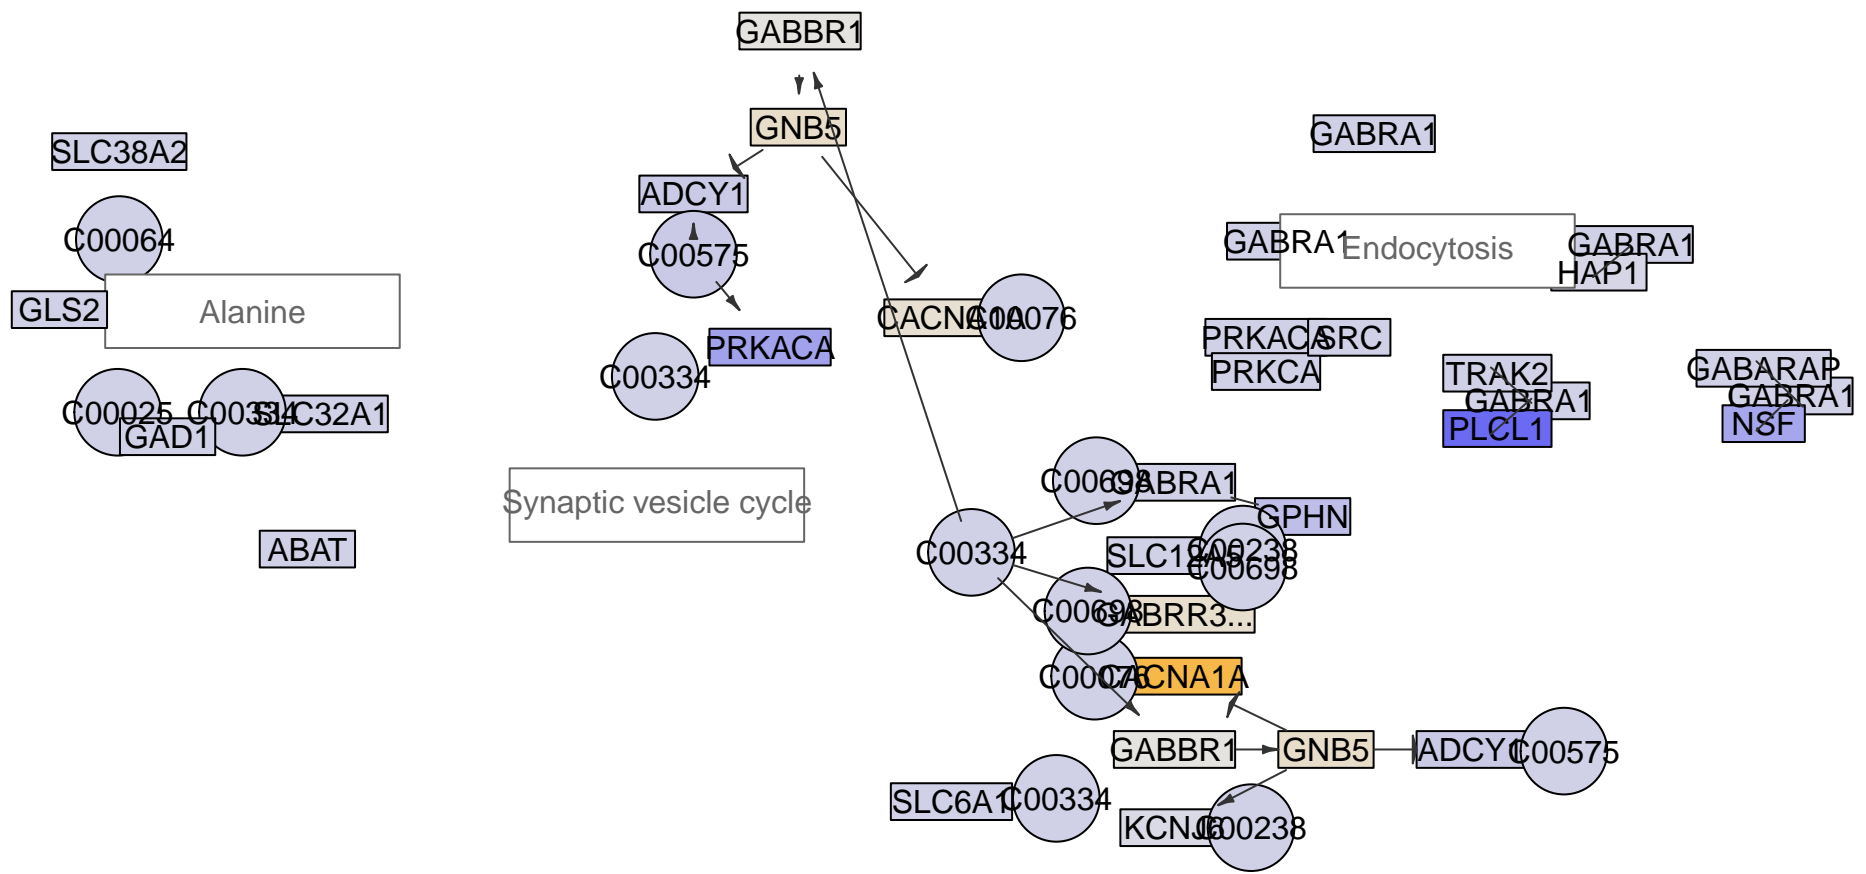 GABBR1
GNB5
GABRA1
SLC38A2
ADCY1
C00064
C00575
GABRA1
Endocytosis
GABRA1
HAP1
GLS2
Alanine
CACNA1A
C00076
PRKACA
C00334
PRKACA
SRC
PRKCA
TRAK2
GABRA1
PLCL1
GABARAP
GABRA1
NSF
C00025
C00334
SLC32A1
GAD1
Synaptic vesicle cycle
C00698
GABRA1
GPHN
ABAT
C00334
SLC12A5
C00238
C00698
C00698
GABRR3...
C00076
CACNA1A
GABBR1
GNB5
ADCY1
C00575
SLC6A1
C00334
KCNJ6
C00238